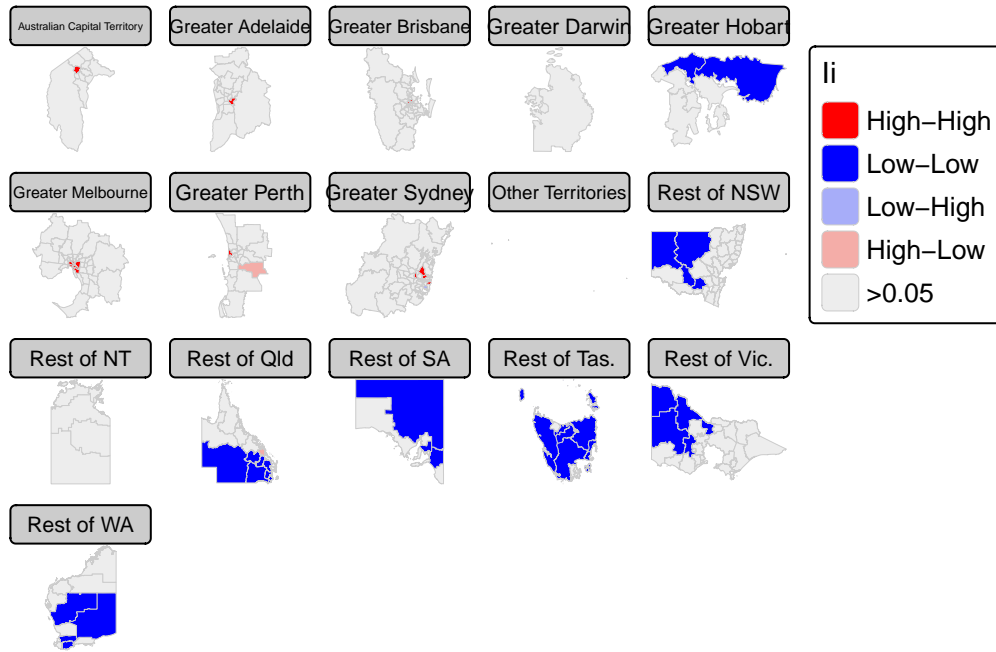 Australian Capital Territory
Greater Adelaide
Greater Brisbane
Greater Darwin
Greater Hobart
Greater Melbourne
Greater Perth
Greater Sydney
Other Territories
Rest of NSW
Rest of NT
Rest of Qld
Rest of SA
Rest of Tas.
Rest of Vic.
Rest of WA
Ii
High−High
Low−Low
Low−High
High−Low
>0.05